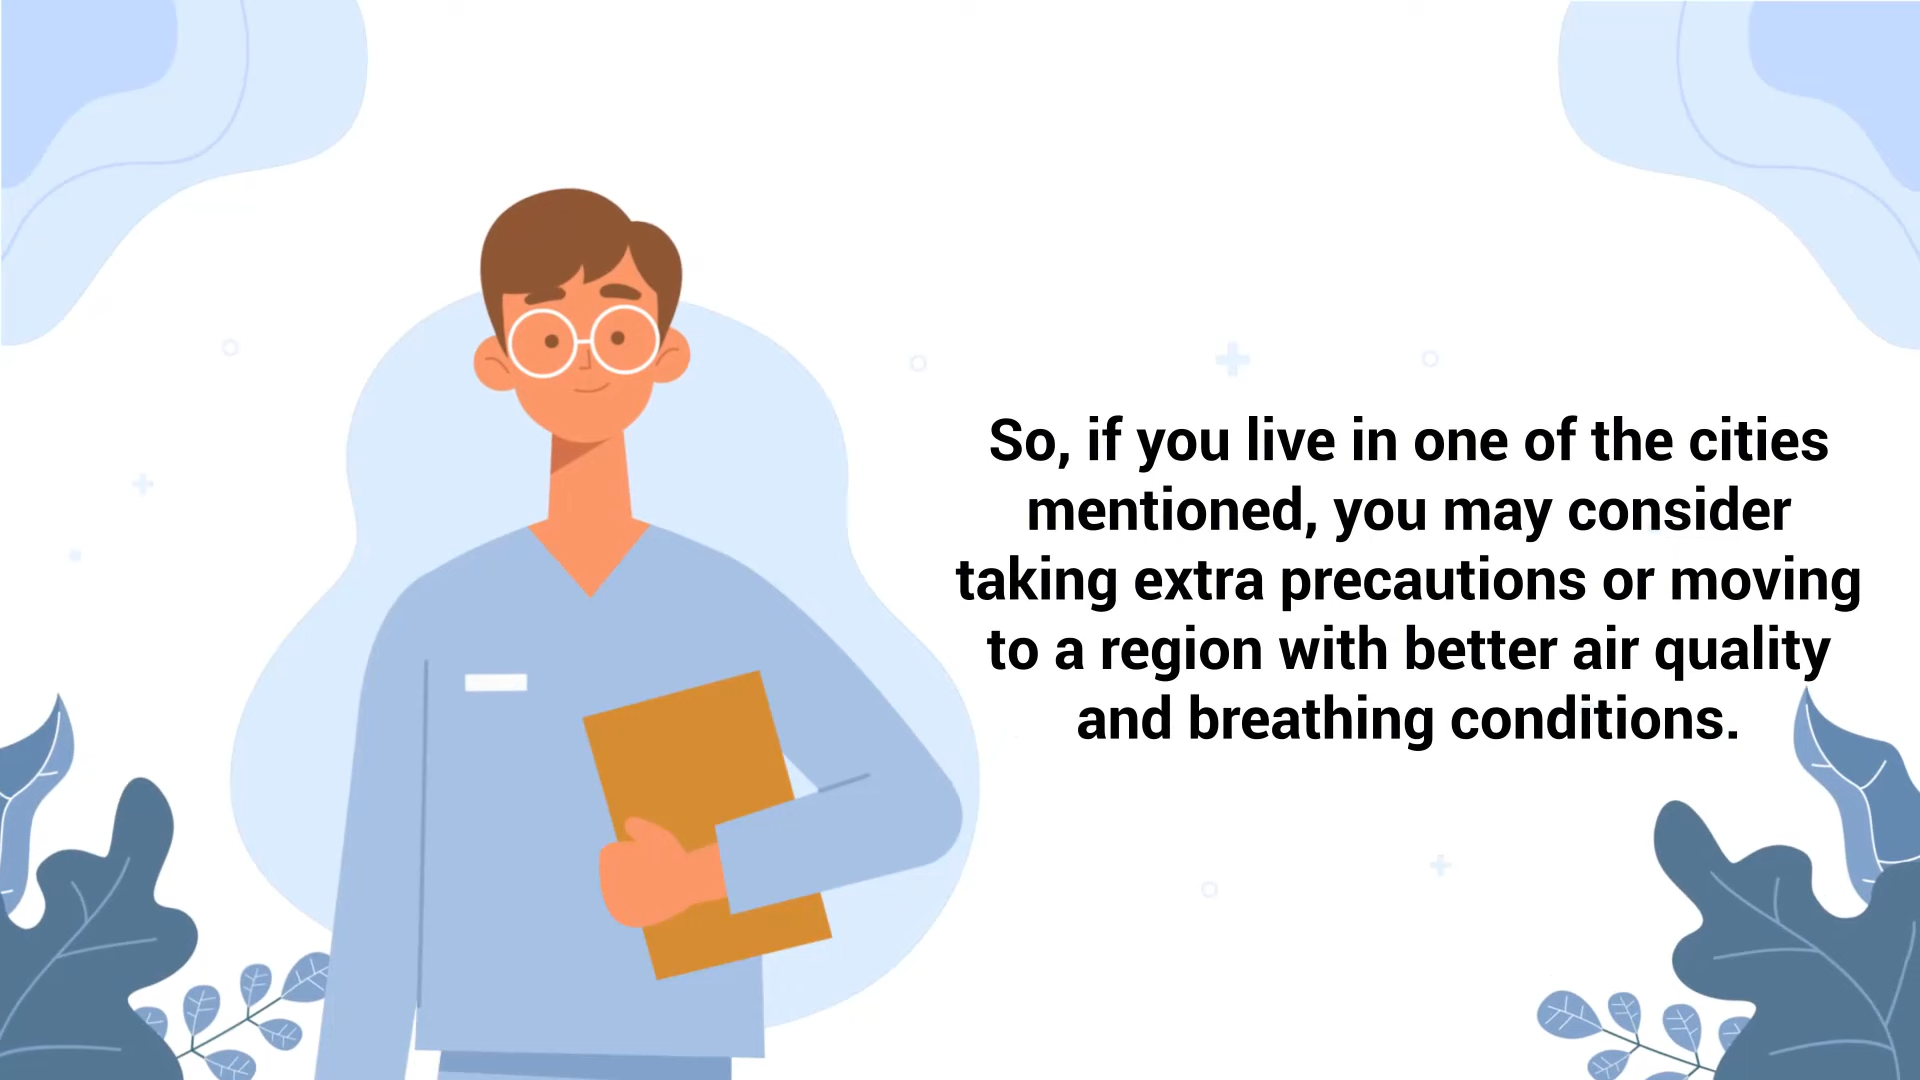 So, if you live in one of the cities
mentioned, you may consider
taking extra precautions or moving
to a region with better air quality
and breathing conditions.